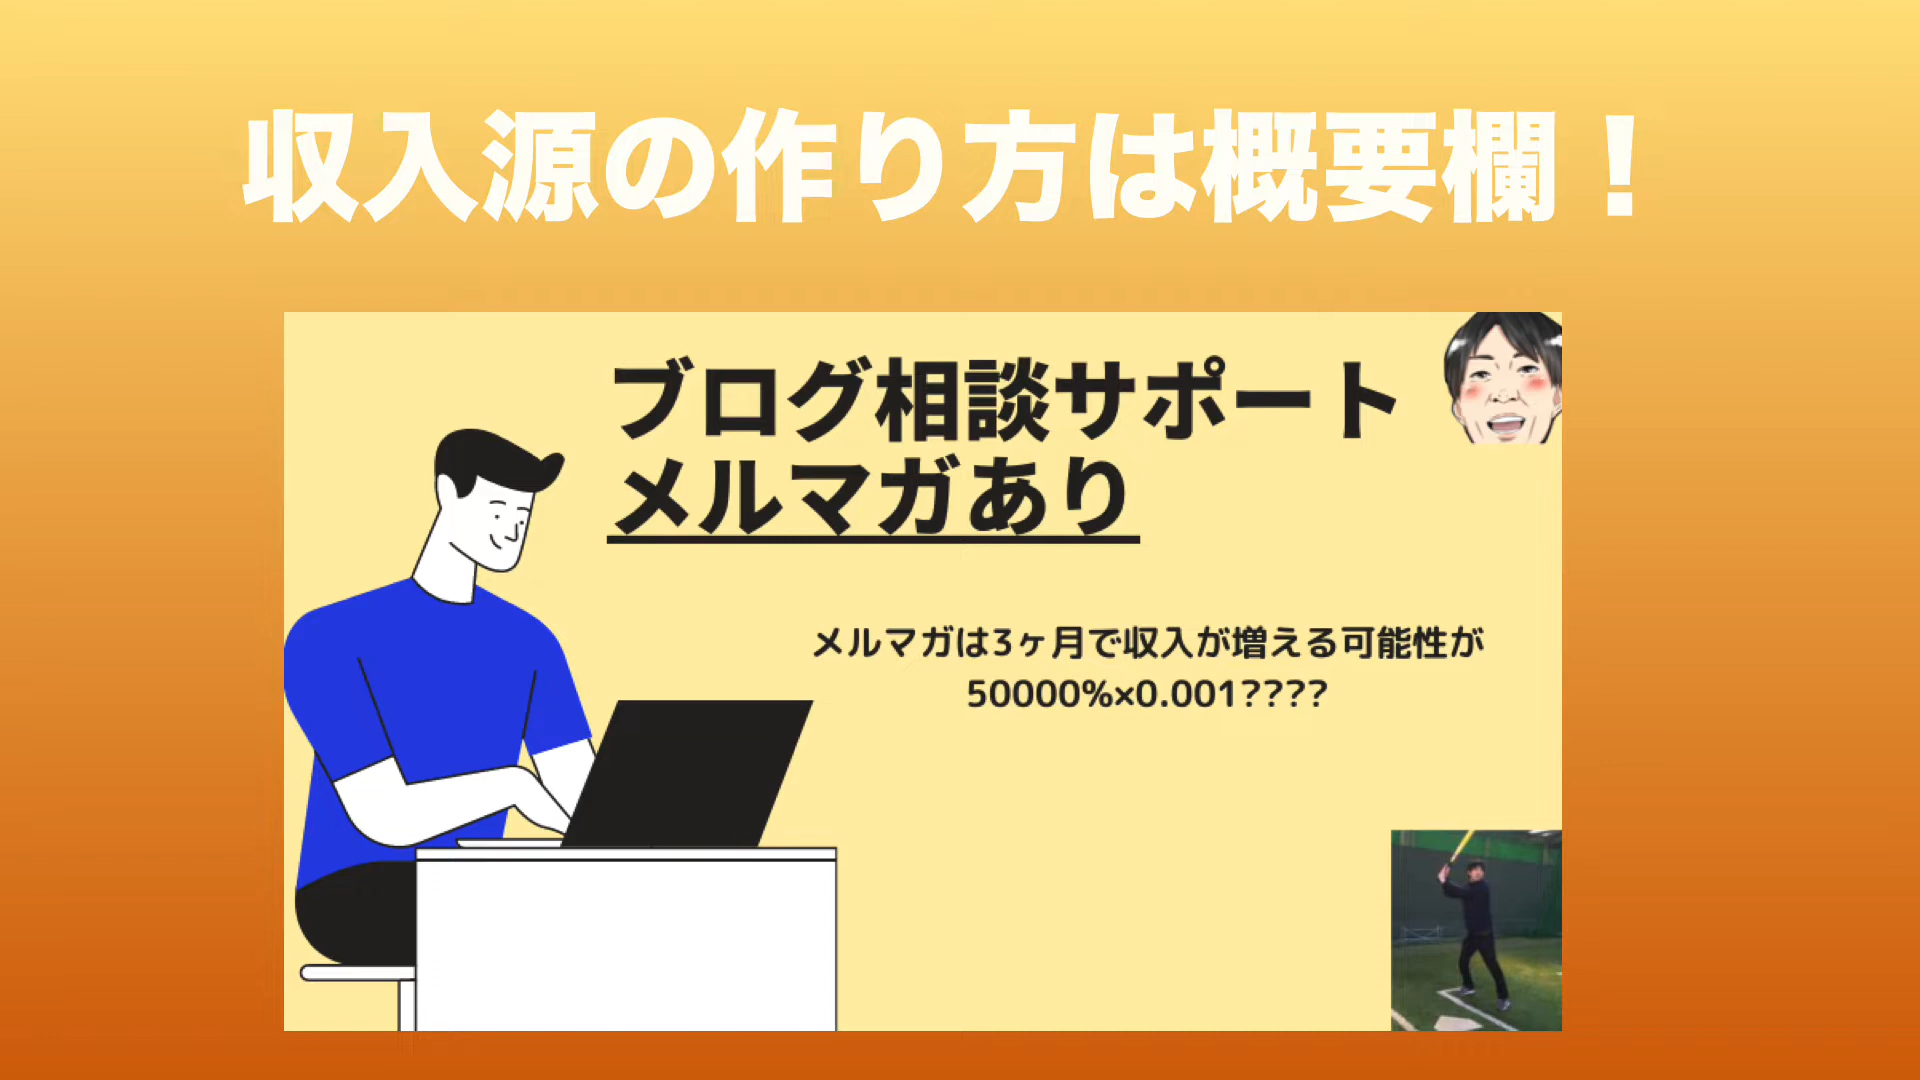 収入源の作り方は概要欄！
ブログ相談サポート
メルマガあり
メルマガは3ヶ月で収入が増える可能性が
50000%×0.001????